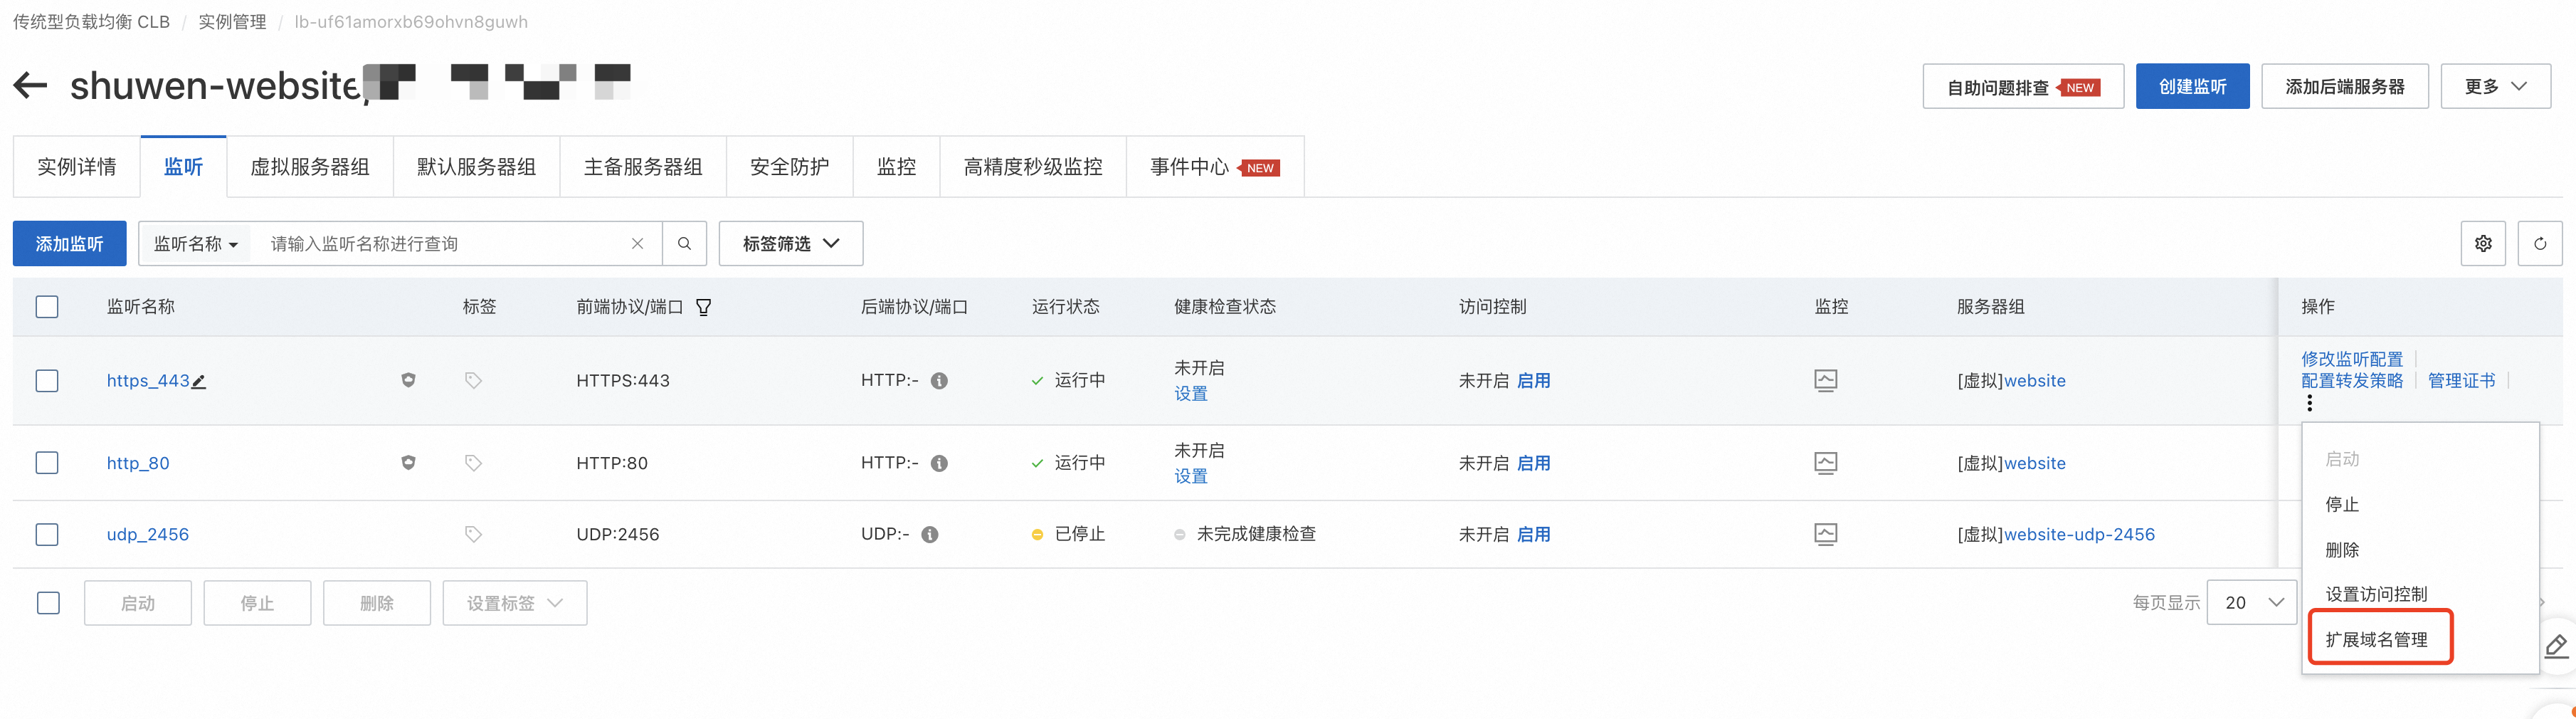 传统型负载均衡 CLB / 实例管理 / lb-uf61amorxb69ohvn8guwh
shuwen-website
自助问题排查 NEW 创建监听 添加后端服务器 更多
实例详情 监听 虚拟服务器组 默认服务器组 主备服务器组 安全防护 监控 高精度秒级监控 事件中心 NEW
添加监听 监听名称 请输入监听名称进行查询 标签筛选
监听名称 标签 前端协议/端口 后端协议/端口 运行状态 健康检查状态 访问控制 监控 服务器组 操作
https_443 HTTPS:443 HTTP:- 运行中 未开启 设置 未开启 启用 [虚拟]website 修改监听配置
配置转发策略 管理证书
http_80 HTTP:80 HTTP:- 运行中 未开启 设置 未开启 启用 [虚拟]website
udp_2456 UDP:2456 UDP:- 已停止 未完成健康检查 未开启 启用 [虚拟]website-udp-2456
启动
停止
删除
设置访问控制
扩展域名管理
启动 停止 删除 设置标签 每页显示 20